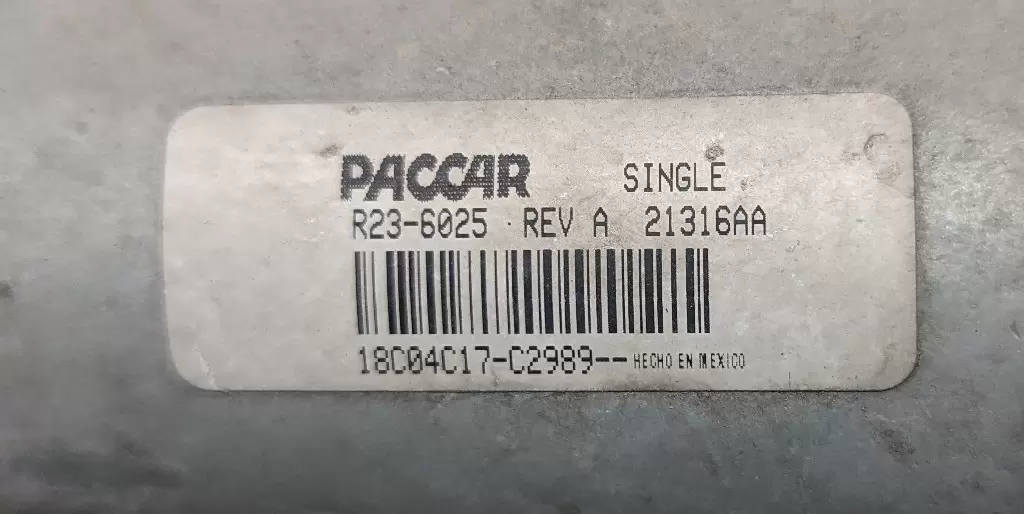 PACCAR SINGLE
R23-6025 REV A 21316AA
18C04C17-C2989-- HECHO EN MEXICO